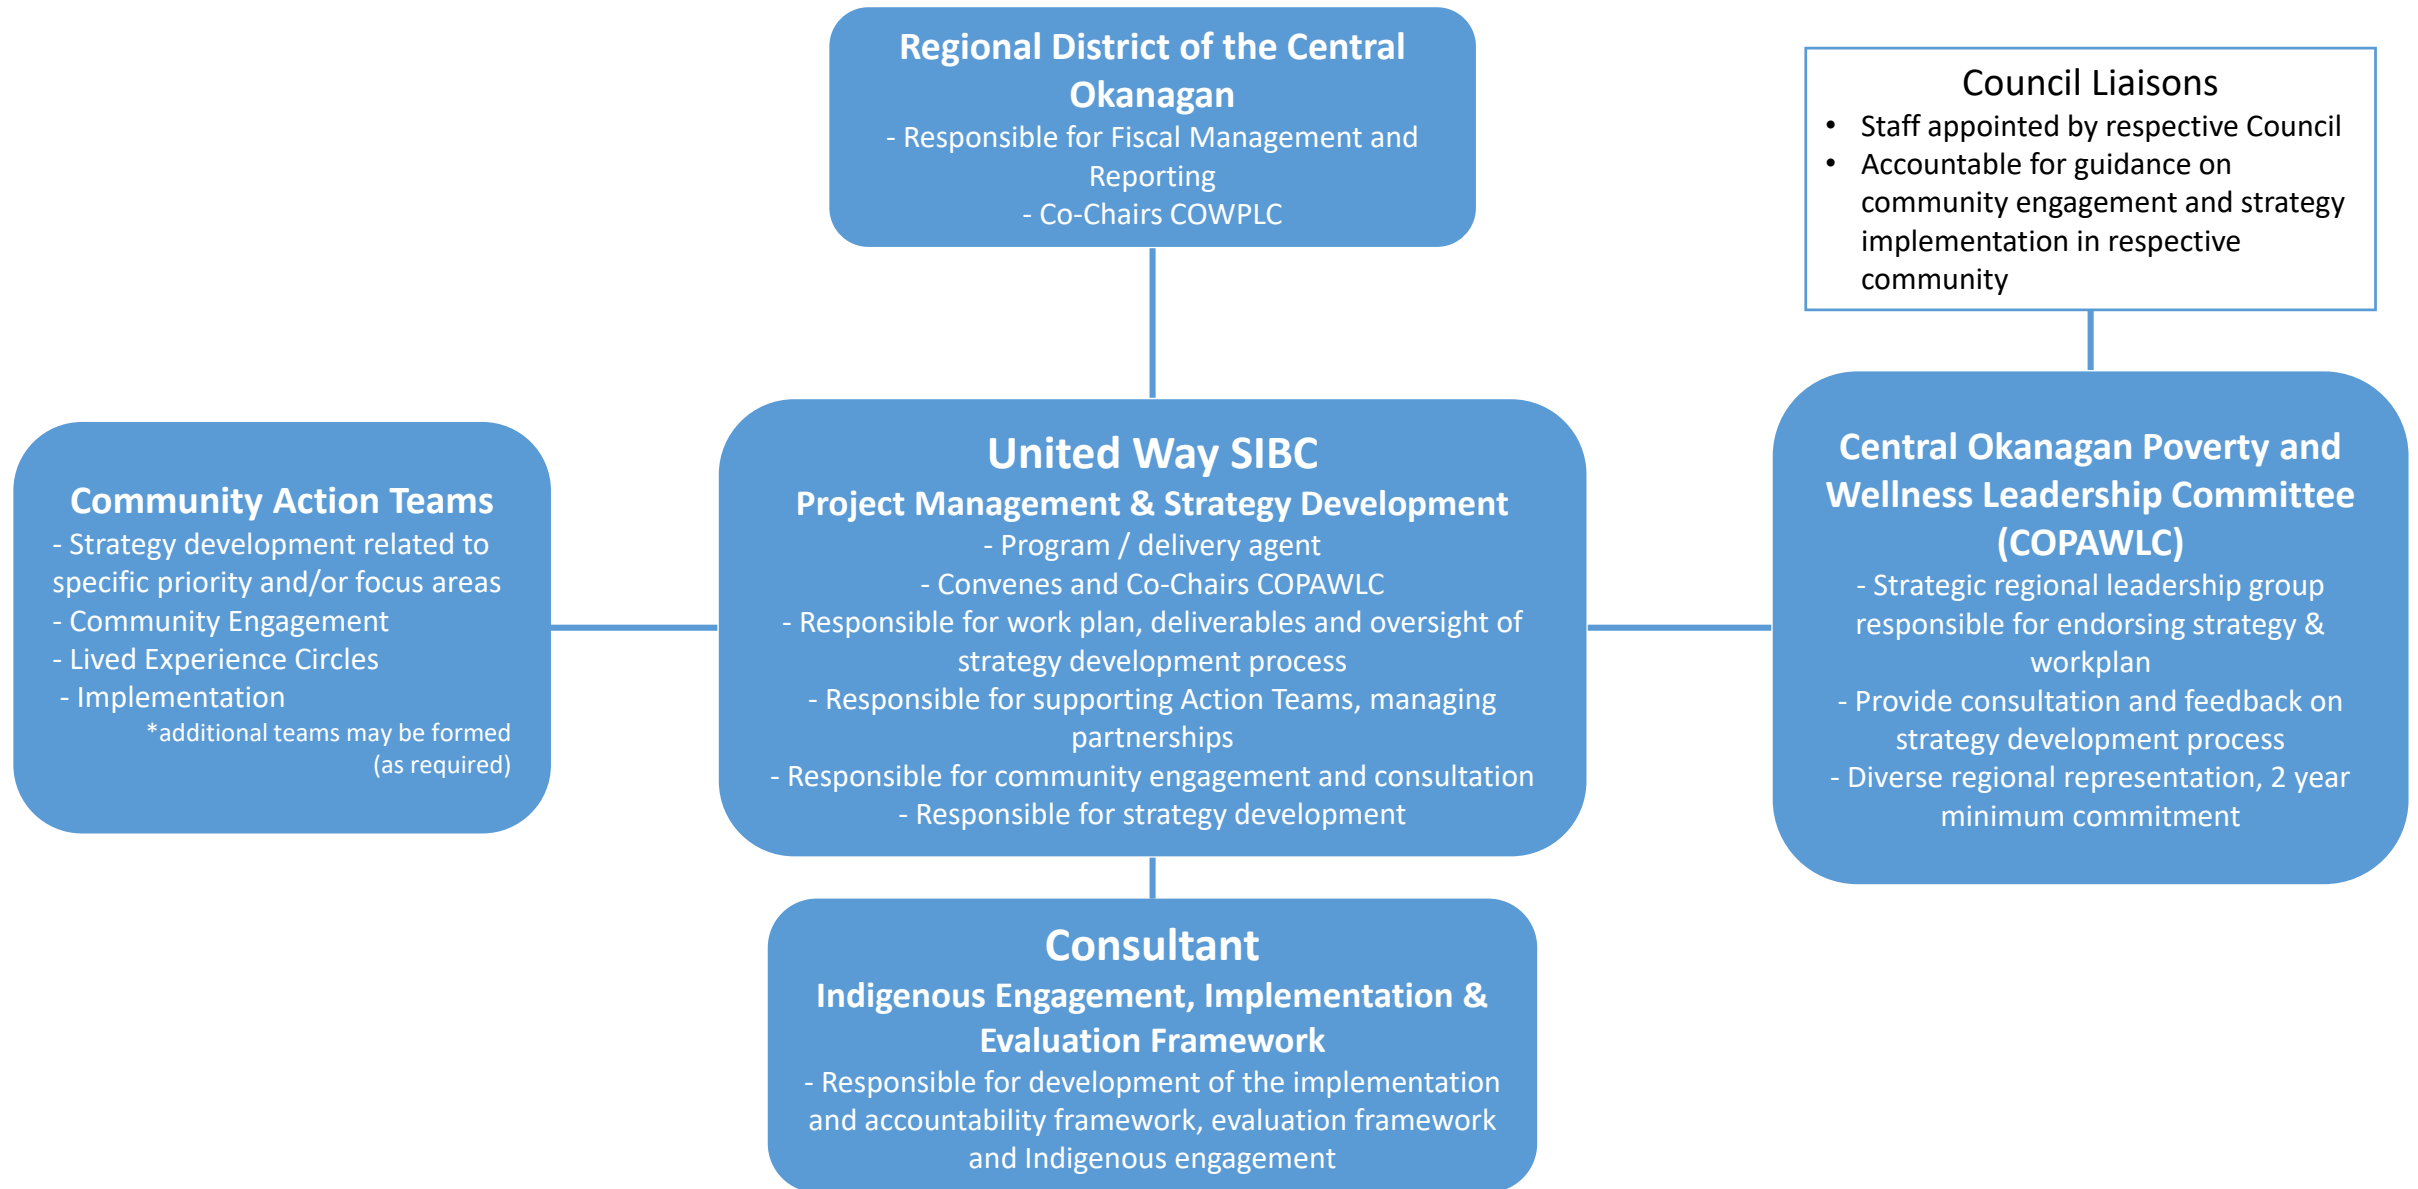 Regional District of the Central
Okanagan
- Responsible for Fiscal Management and
Reporting
- Co-Chairs COWPLC
Council Liaisons
• Staff appointed by respective Council
• Accountable for guidance on
community engagement and strategy
implementation in respective
community
Community Action Teams
- Strategy development related to
specific priority and/or focus areas
- Community Engagement
- Lived Experience Circles
- Implementation
*additional teams may be formed
(as required)
United Way SIBC
Project Management & Strategy Development
- Program / delivery agent
- Convenes and Co-Chairs COPAWLC
- Responsible for work plan, deliverables and oversight of
strategy development process
- Responsible for supporting Action Teams, managing
partnerships
- Responsible for community engagement and consultation
- Responsible for strategy development
Central Okanagan Poverty and
Wellness Leadership Committee
(COPAWLC)
- Strategic regional leadership group
responsible for endorsing strategy &
workplan
- Provide consultation and feedback on
strategy development process
- Diverse regional representation, 2 year
minimum commitment
Consultant
Indigenous Engagement, Implementation &
Evaluation Framework
- Responsible for development of the implementation
and accountability framework, evaluation framework
and Indigenous engagement